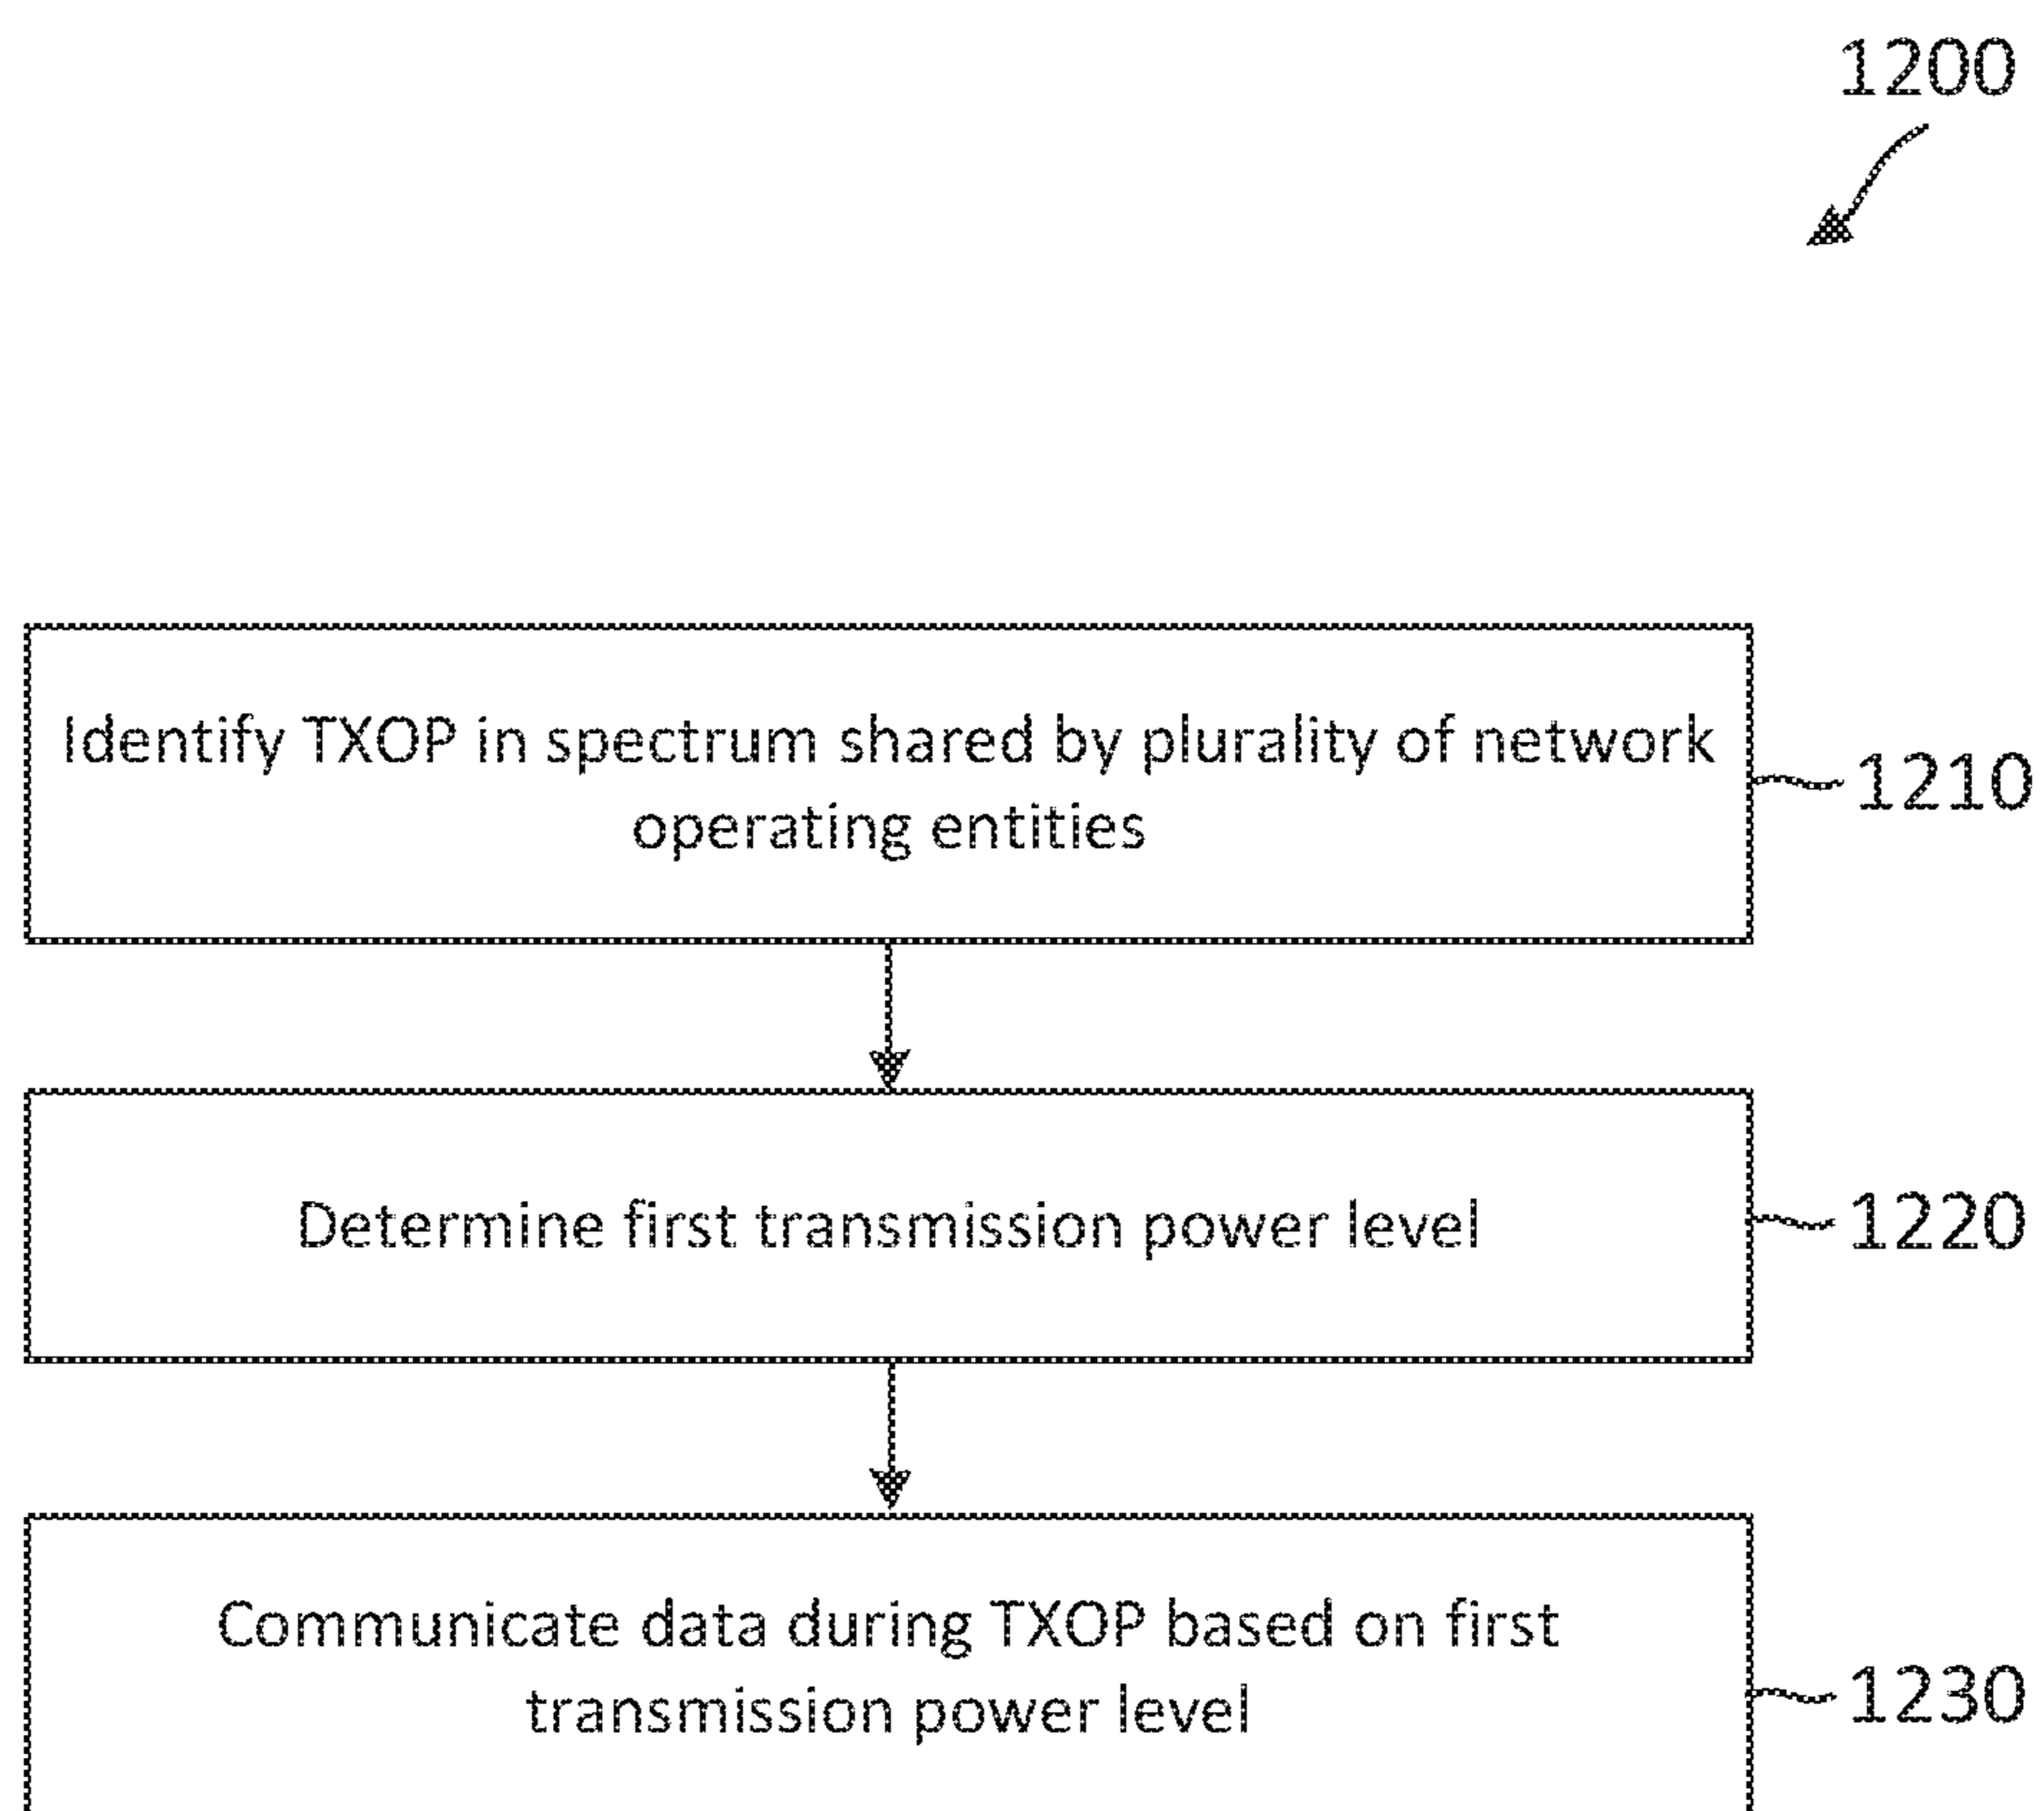 1200
Identify TXOP in spectrum shared by plurality of network
operating entities
1210
Determine first transmission power level
1220
Communicate data during TXOP based on first
transmission power level
1230